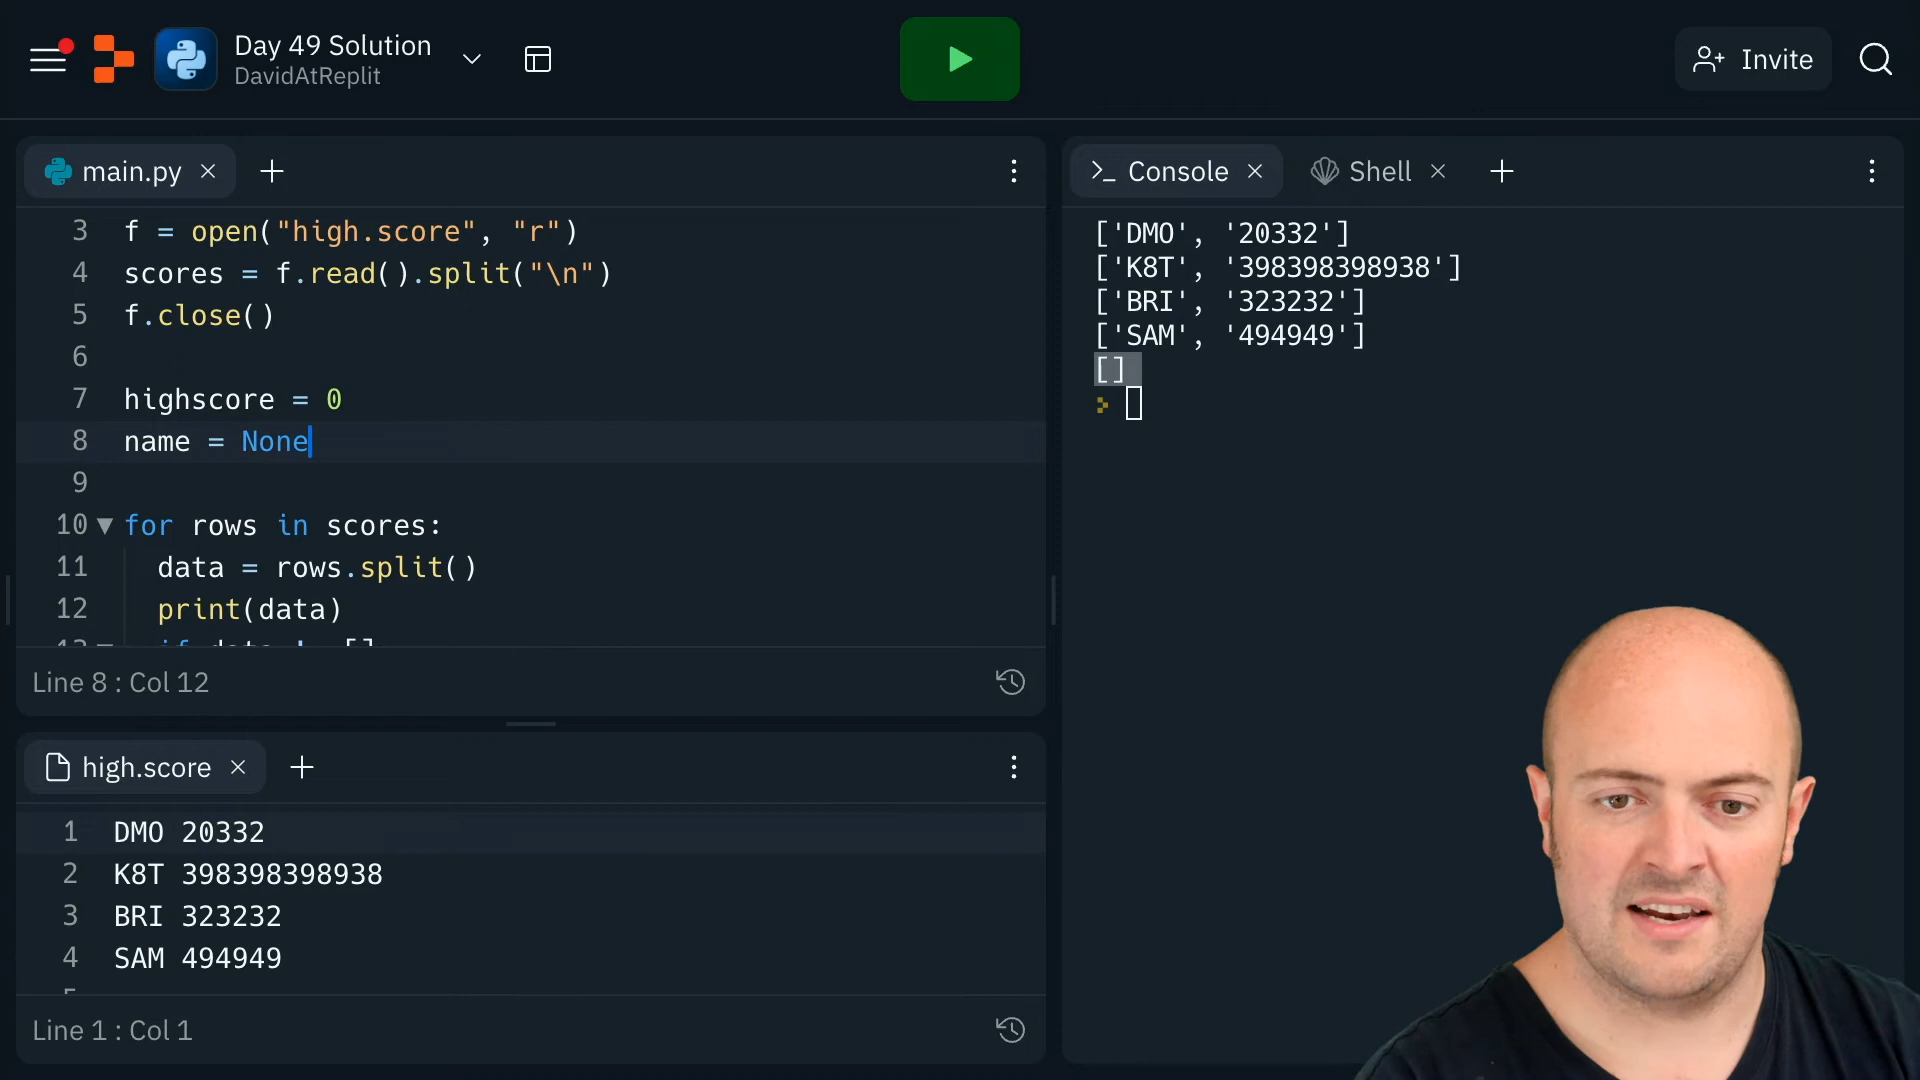 Day 49 Solution
DavidAtReplit
Invite
main.py
3 f = open("high.score", "r")
4 scores = f.read().split("\n")
5 f.close()
6
7 highscore = 0
8 name = None
9
10 for rows in scores:
11 data = rows.split()
12 print(data)
Line 8 : Col 12
high.score
1 DMO 20332
2 K8T 398398398938
3 BRI 323232
4 SAM 494949
Line 1 : Col 1
Console
Shell
['DMO', '20332']
['K8T', '398398398938']
['BRI', '323232']
['SAM', '494949']
[]